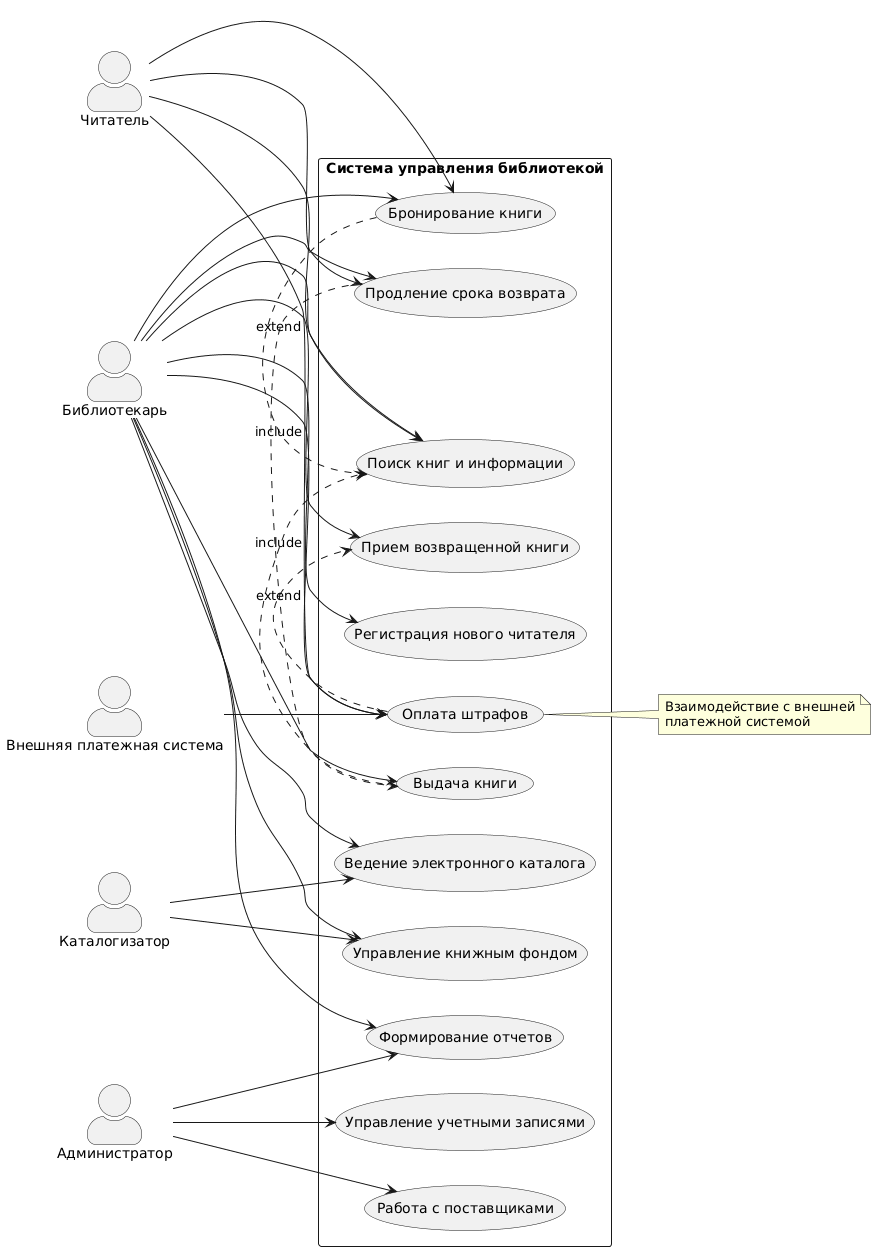 Читатель
Система управления библиотекой
Бронирование книги
Продление срока возврата
extend
Библиотекарь
include
Поиск книг и информации
include
Прием возвращенной книги
extend
Регистрация нового читателя
Взаимодействие с внешней
платежной системой
Оплата штрафов
Внешняя платежная система
Выдача книги
Ведение электронного каталога
Каталогизатор
Управление книжным фондом
Формирование отчетов
Управление учетными записями
Администратор
Работа с поставщиками